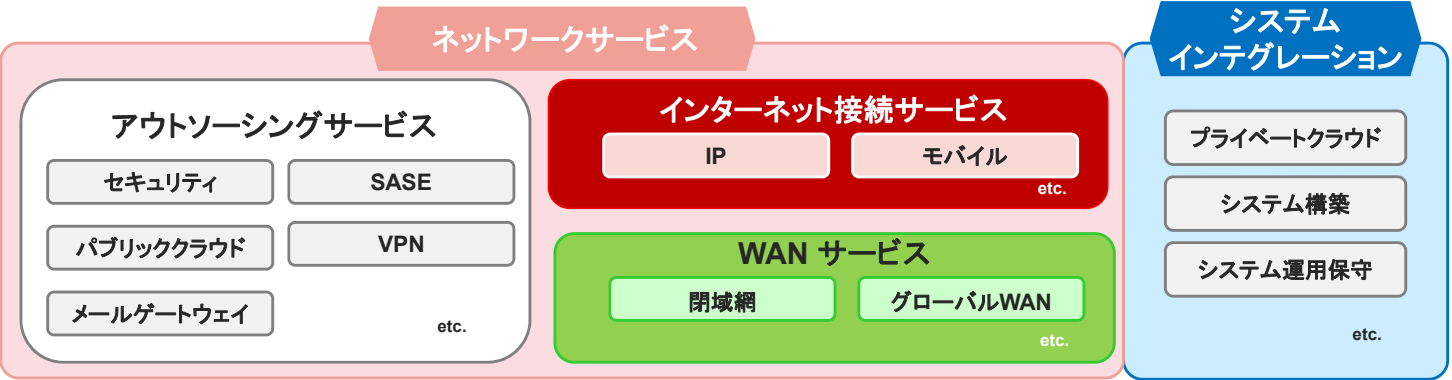 ネットワークサービス
アウトソーシングサービス
セキュリティ
SASE
パブリッククラウド
VPN
メールゲートウェイ
etc.
インターネット接続サービス
IP
モバイル
etc.
WAN サービス
閉域網
グローバルWAN
etc.
システム
インテグレーション
プライベートクラウド
システム構築
システム運用保守
etc.